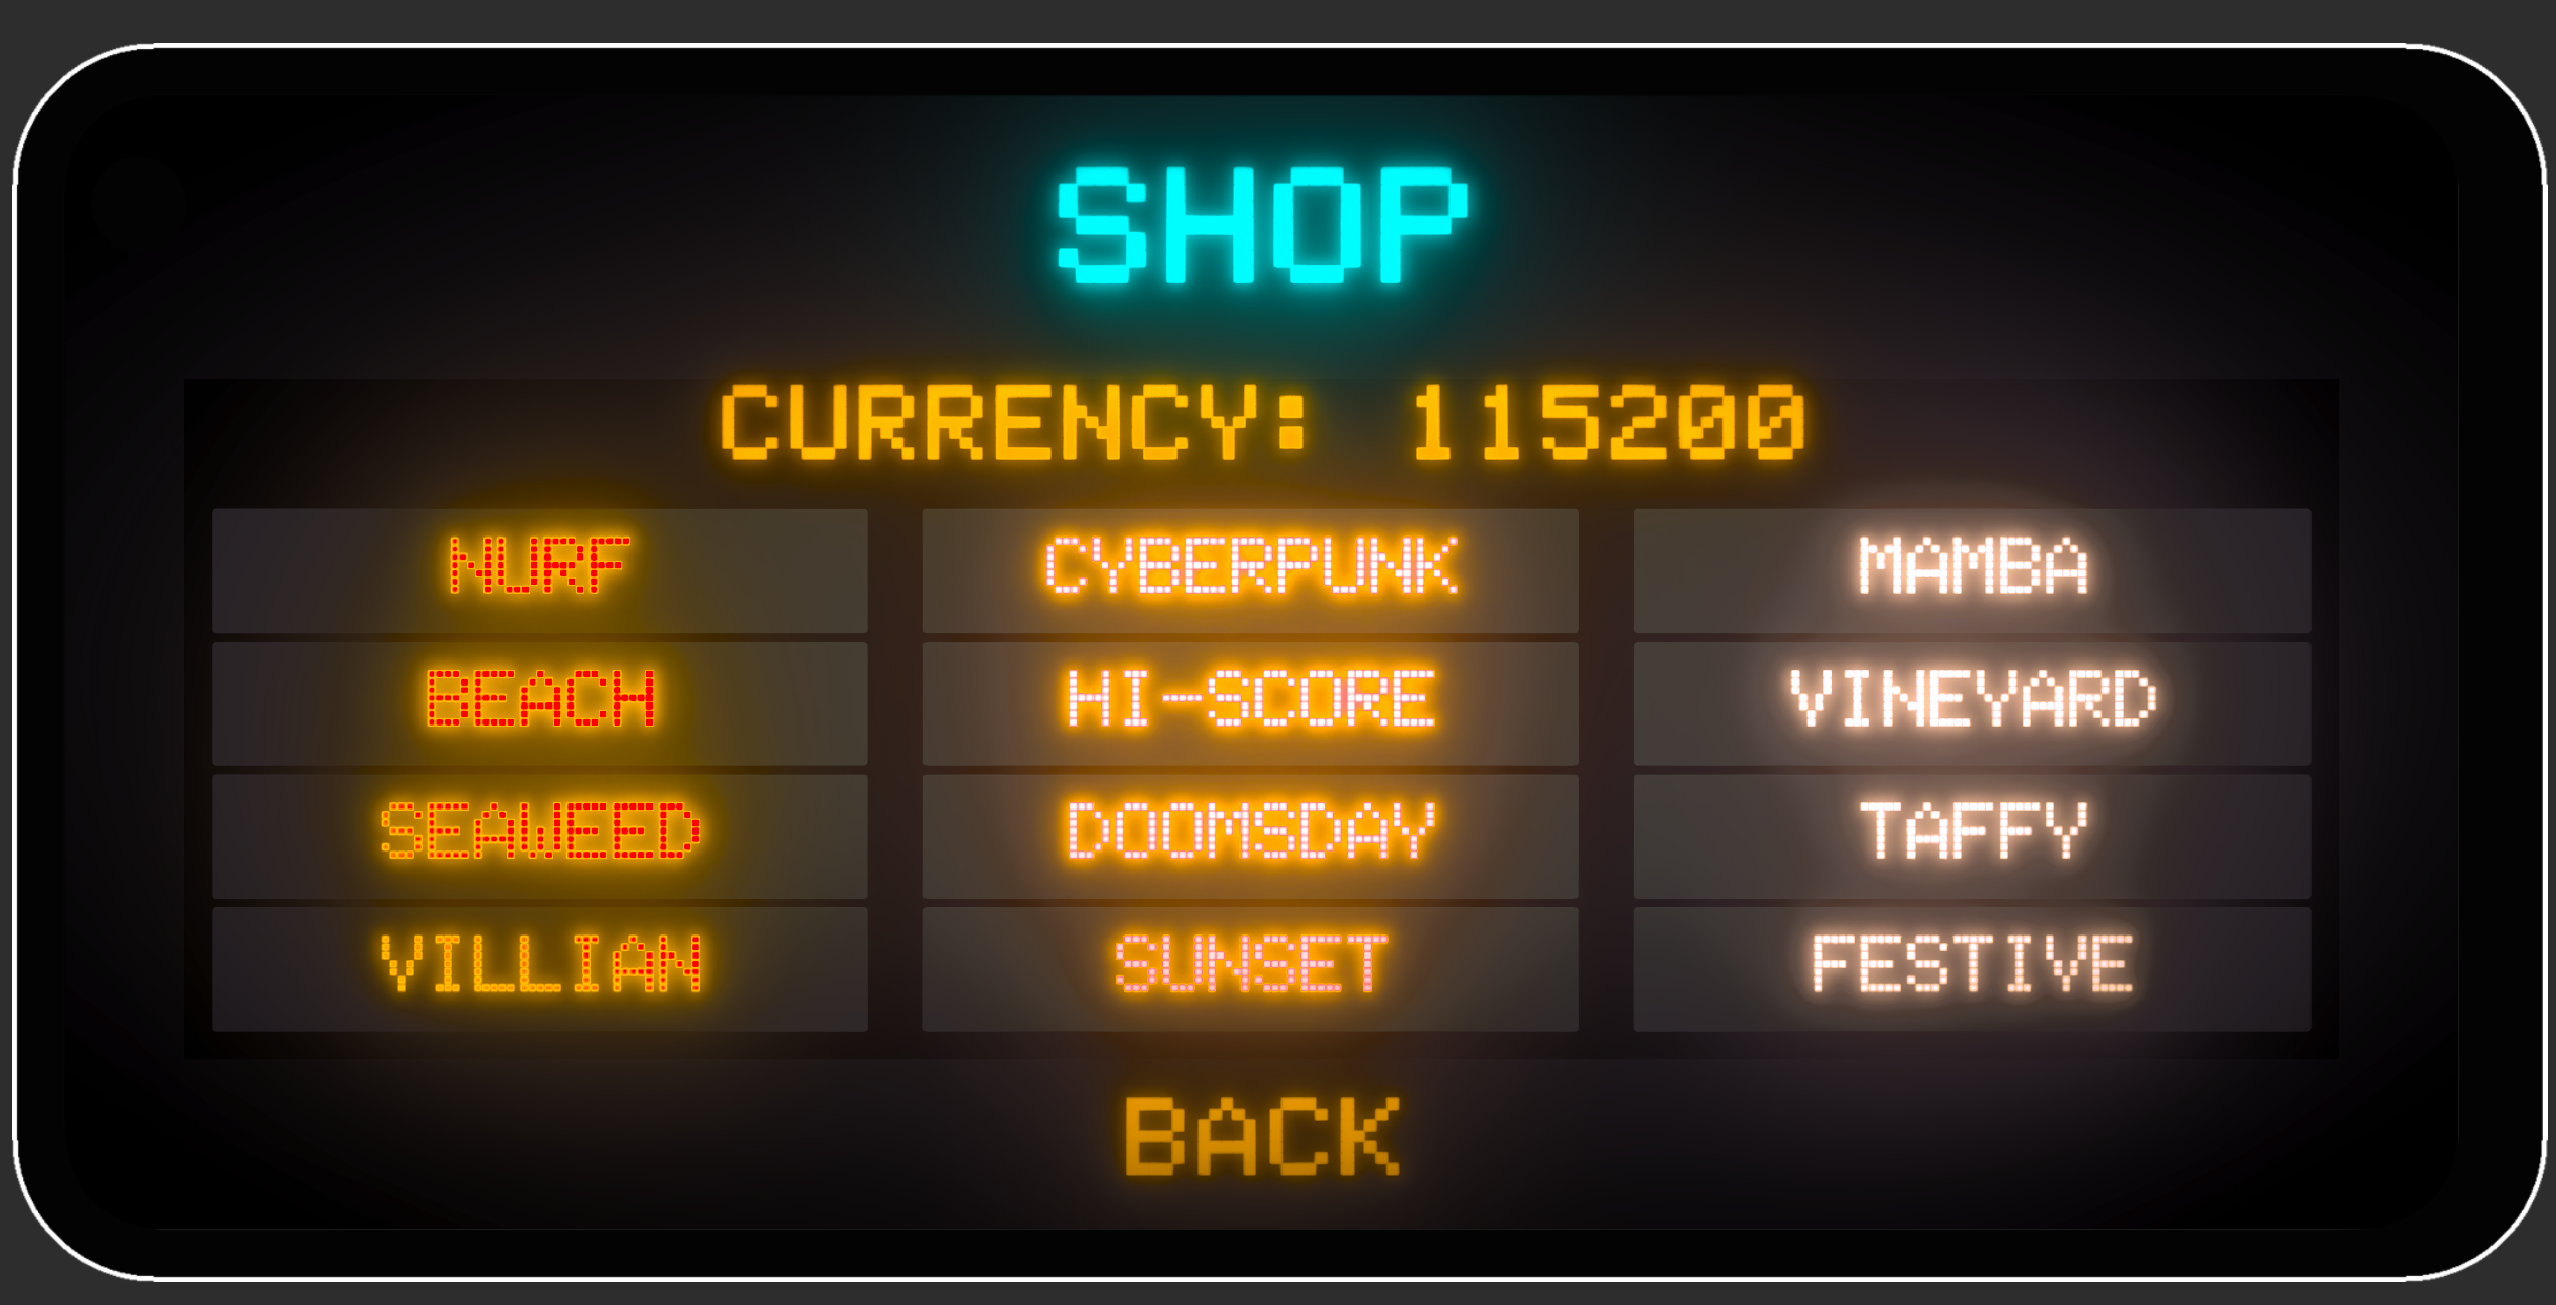 SHOP
CURRENCY: 115200
NURF CYBERPUNK MAMBA
BEACH HI-SCORE VINEYARD
SEAWEED DOOMSDAY TAFFY
VILLIAN SUNSET FESTIVE
BACK